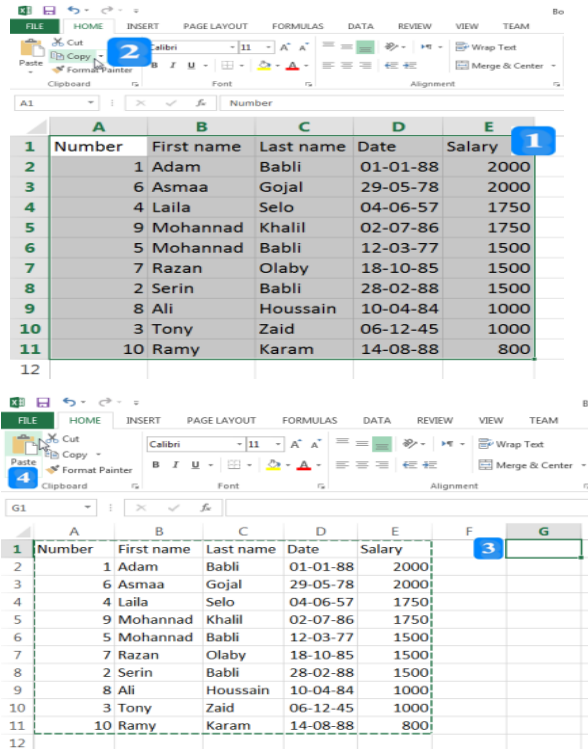 Bo
FILE HOME INSERT PAGE LAYOUT FORMULAS DATA REVIEW VIEW TEAM
Cut
Copy
Format Painter
Paste
2
Calibri 11 A A Wrap Text
B I U A Merge & Center
Clipboard Font Alignment
A1 fx Number
A B C D E
1
1 Number First name Last name Date Salary
2 1 Adam Babli 01-01-88 2000
3 6 Asmaa Gojal 29-05-78 2000
4 4 Laila Selo 04-06-57 1750
5 9 Mohannad Khalil 02-07-86 1750
6 5 Mohannad Babli 12-03-77 1500
7 7 Razan Olaby 18-10-85 1500
8 2 Serin Babli 28-02-88 1500
9 8 Ali Houssain 10-04-84 1000
10 3 Tony Zaid 06-12-45 1000
11 10 Ramy Karam 14-08-88 800
12
B
FILE HOME INSERT PAGE LAYOUT FORMULAS DATA REVIEW VIEW TEAM
Cut
Copy
Format Painter
Paste
4
Calibri 11 A A Wrap Text
B I U A Merge & Center
Clipboard Font Alignment
G1 fx
A B C D E F G
1 Number First name Last name Date Salary 3
2 1 Adam Babli 01-01-88 2000
3 6 Asmaa Gojal 29-05-78 2000
4 4 Laila Selo 04-06-57 1750
5 9 Mohannad Khalil 02-07-86 1750
6 5 Mohannad Babli 12-03-77 1500
7 7 Razan Olaby 18-10-85 1500
8 2 Serin Babli 28-02-88 1500
9 8 Ali Houssain 10-04-84 1000
10 3 Tony Zaid 06-12-45 1000
11 10 Ramy Karam 14-08-88 800
12